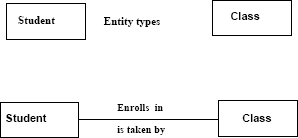 Student Entity types Class
Enrolls in
Student Class
is taken by